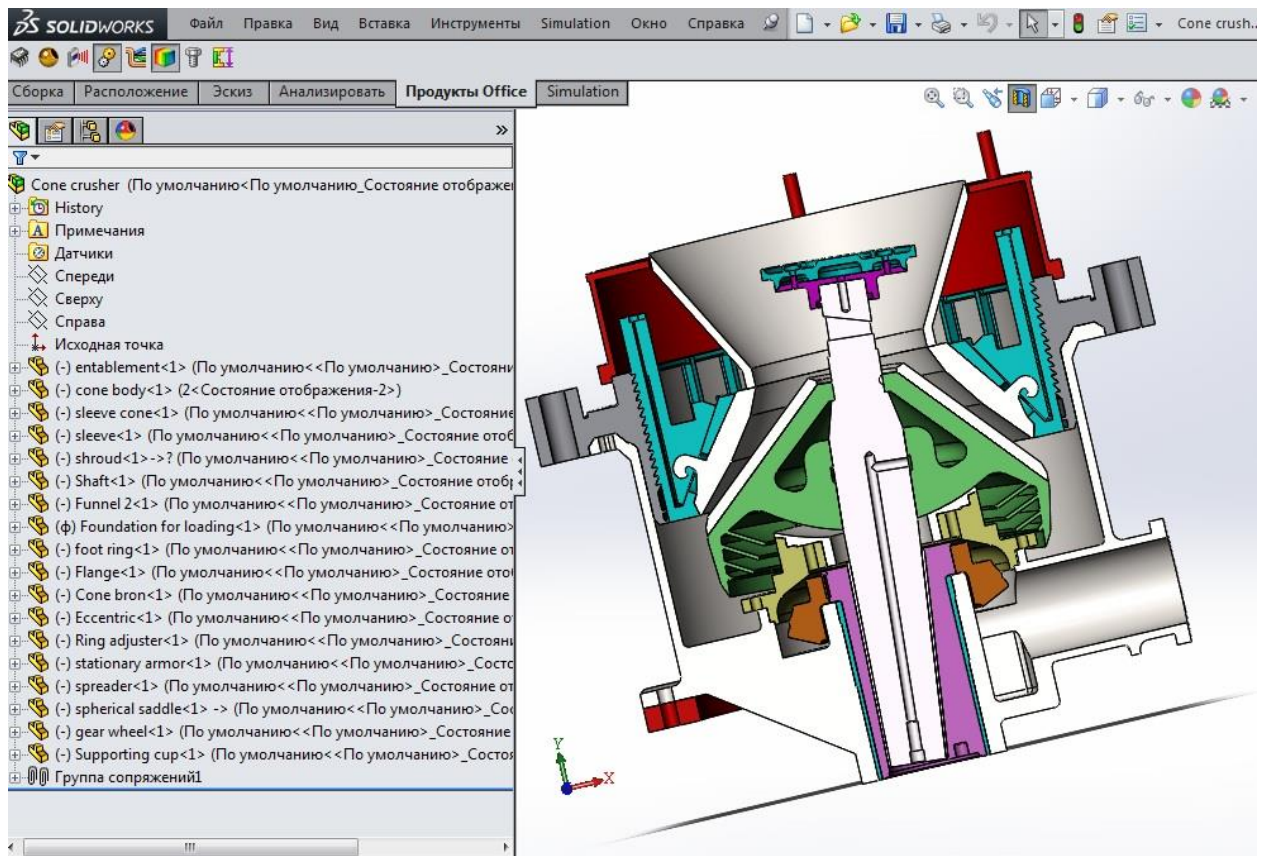 SOLIDWORKS Файл Правка Вид Вставка Инструменты Simulation Окно Справка Cone crush...
Сборка Расположение Эскиз Анализировать Продукты Office Simulation
Cone crusher (По умолчанию<По умолчанию_Состояние отображе
History
Примечания
Датчики
Спереди
Сверху
Справа
Исходная точка
(-) entablement<1> (По умолчанию<<По умолчанию>_Состояни
(-) cone body<1> (2<Состояние отображения-2>)
(-) sleeve cone<1> (По умолчанию<<По умолчанию>_Состояние
(-) sleeve<1> (По умолчанию<<По умолчанию>_Состояние отоб
(-) shroud<1>->? (По умолчанию<<По умолчанию>_Состояние
(-) Shaft<1> (По умолчанию<<По умолчанию>_Состояние отобр
(-) Funnel 2<1> (По умолчанию<<По умолчанию>_Состояние от
(ф) Foundation for loading<1> (По умолчанию<<По умолчанию>
(-) foot ring<1> (По умолчанию<<По умолчанию>_Состояние от
(-) Flange<1> (По умолчанию<<По умолчанию>_Состояние ото
(-) Cone bron<1> (По умолчанию<<По умолчанию>_Состояние
(-) Eccentric<1> (По умолчанию<<По умолчанию>_Состояние о
(-) Ring adjuster<1> (По умолчанию<<По умолчанию>_Состоян
(-) stationary armor<1> (По умолчанию<<По умолчанию>_Состо
(-) spreader<1> (По умолчанию<<По умолчанию>_Состояние от
(-) spherical saddle<1> -> (По умолчанию<<По умолчанию>_Сос
(-) gear wheel<1> (По умолчанию<<По умолчанию>_Состояние
(-) Supporting cup<1> (По умолчанию<<По умолчанию>_Состоя
Группа сопряжений1
Y
X